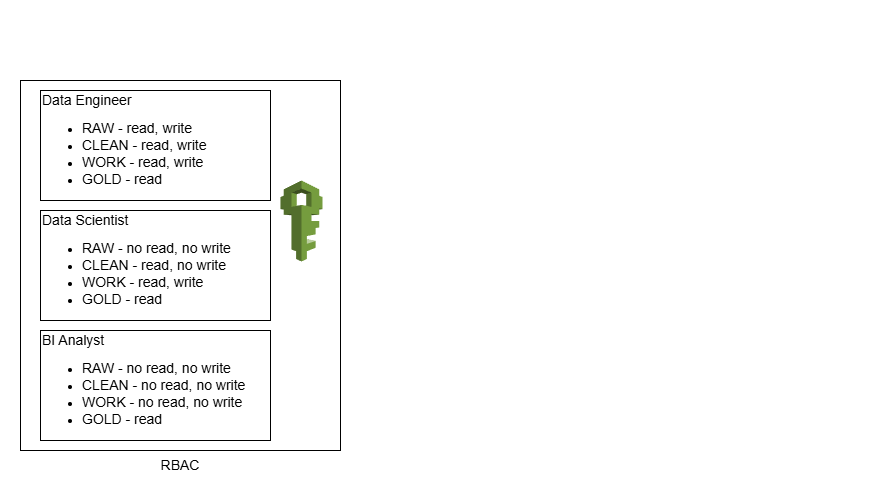 Data Engineer
• RAW - read, write
• CLEAN - read, write
• WORK - read, write
• GOLD - read
Data Scientist
• RAW - no read, no write
• CLEAN - read, no write
• WORK - read, write
• GOLD - read
BI Analyst
• RAW - no read, no write
• CLEAN - no read, no write
• WORK - no read, no write
• GOLD - read
RBAC